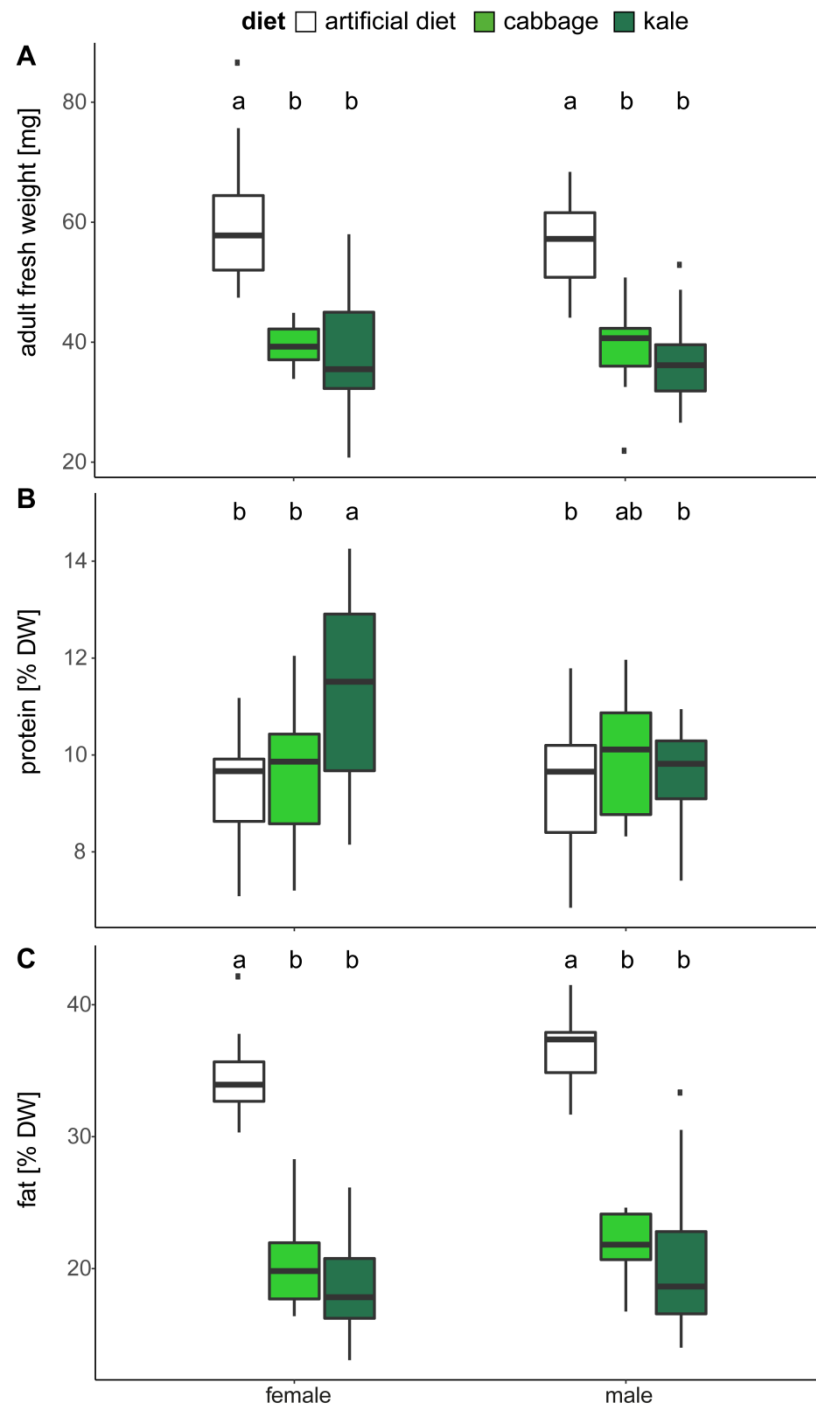 diet artificial diet cabbage kale
A
adult fresh weight [mg]
80
60
40
20
a b b a b b
B
protein [% DW]
14
12
10
8
b b a b ab b
C
fat [% DW]
40
30
20
a b b a b b
female male